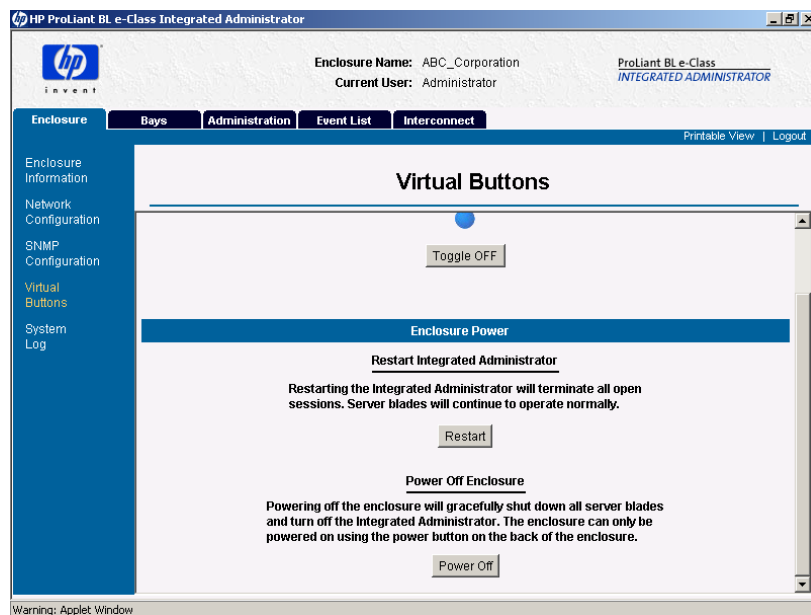 HP ProLiant BL e-Class Integrated Administrator
hp
invent
Enclosure Name: ABC_Corporation
Current User: Administrator
ProLiant BL e-Class
INTEGRATED ADMINISTRATOR
Enclosure Bays Administration Event List Interconnect
Printable View | Logout
Enclosure
Information
Network
Configuration
SNMP
Configuration
Virtual
Buttons
System
Log
Virtual Buttons
Toggle OFF
Enclosure Power
Restart Integrated Administrator
Restarting the Integrated Administrator will terminate all open
sessions. Server blades will continue to operate normally.
Restart
Power Off Enclosure
Powering off the enclosure will gracefully shut down all server blades
and turn off the Integrated Administrator. The enclosure can only be
powered on using the power button on the back of the enclosure.
Power Off
Warning: Applet Window